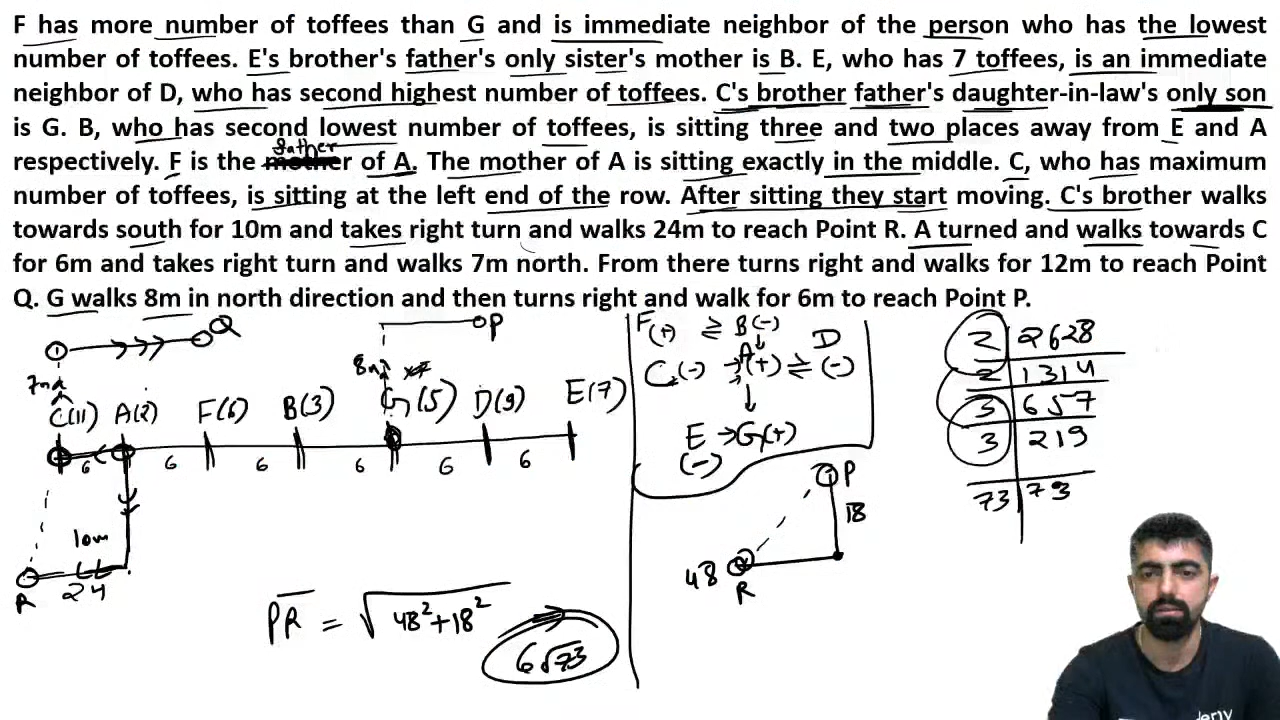 F has more number of toffees than G and is immediate neighbor of the person who has the lowest
number of toffees. E's brother's father's only sister's mother is B. E, who has 7 toffees, is an immediate
neighbor of D, who has second highest number of toffees. C's brother father's daughter-in-law's only son
is G. B, who has second lowest number of toffees, is sitting three and two places away from E and A
father
respectively. F is the mother of A. The mother of A is sitting exactly in the middle. C, who has maximum
number of toffees, is sitting at the left end of the row. After sitting they start moving. C's brother walks
towards south for 10m and takes right turn and walks 24m to reach Point R. A turned and walks towards C
for 6m and takes right turn and walks 7m north. From there turns right and walks for 12m to reach Point
Q. G walks 8m in north direction and then turns right and walk for 6m to reach Point P.
Q
P
7m
8m
C(11) A(2) F(6) B(3) G(5) D(9) E(7)
6 6 6 6 6 6
10m
24
R
PR = √48²+18²
6√73
F(+) B(-)
C(-) A(+) D(-)
E(-) G(+)
P
18
48
R
2 2628
2 1314
3 657
3 219
73 73